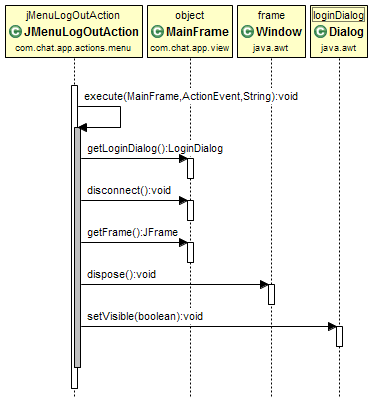 jMenuLogOutAction
object
frame
loginDialog
C JMenuLogOutAction
C MainFrame
C Window
C Dialog
com.chat.app.actions.menu
com.chat.app.view
java.awt
java.awt
execute(MainFrame,ActionEvent,String):void
getLoginDialog():LoginDialog
disconnect():void
getFrame():JFrame
dispose():void
setVisible(boolean):void